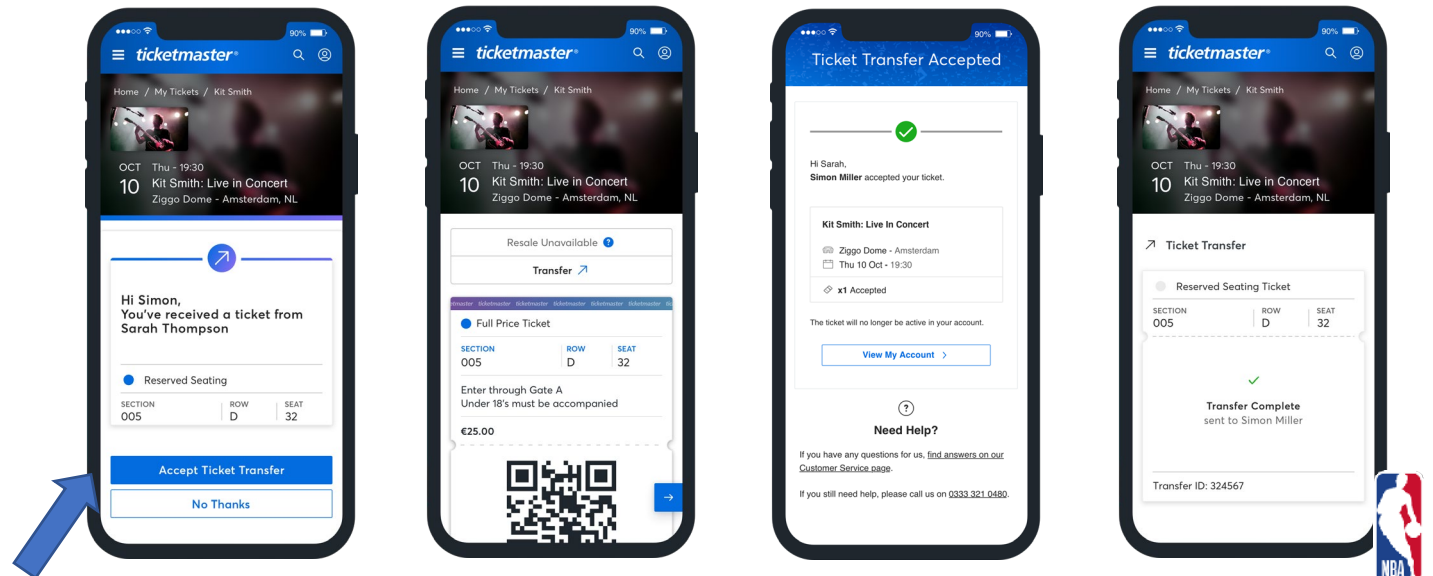 90%
ticketmaster®
Home / My Tickets / Kit Smith
OCT Thu - 19:30
10 Kit Smith: Live in Concert
Ziggo Dome - Amsterdam, NL
Hi Simon,
You've received a ticket from
Sarah Thompson
Reserved Seating
SECTION ROW SEAT
005 D 32
Accept Ticket Transfer
No Thanks
90%
ticketmaster®
Home / My Tickets / Kit Smith
OCT Thu - 19:30
10 Kit Smith: Live in Concert
Ziggo Dome - Amsterdam, NL
Resale Unavailable ?
Transfer
ticketmaster ticketmaster ticketmaster ticketmaster ticketmaster
Full Price Ticket
SECTION ROW SEAT
005 D 32
Enter through Gate A
Under 18's must be accompanied
€25.00
90%
Ticket Transfer Accepted
Hi Sarah,
Simon Miller accepted your ticket.
Kit Smith: Live In Concert
Ziggo Dome - Amsterdam
Thu 10 Oct - 19:30
x1 Accepted
The ticket will no longer be active in your account.
View My Account >
?
Need Help?
If you have any questions for us, find answers on our
Customer Service page.
If you still need help, please call us on 0333 321 0480.
90%
ticketmaster®
Home / My Tickets / Kit Smith
OCT Thu - 19:30
10 Kit Smith: Live in Concert
Ziggo Dome - Amsterdam, NL
Ticket Transfer
Reserved Seating Ticket
SECTION ROW SEAT
005 D 32
Transfer Complete
sent to Simon Miller
Transfer ID: 324567
NBA